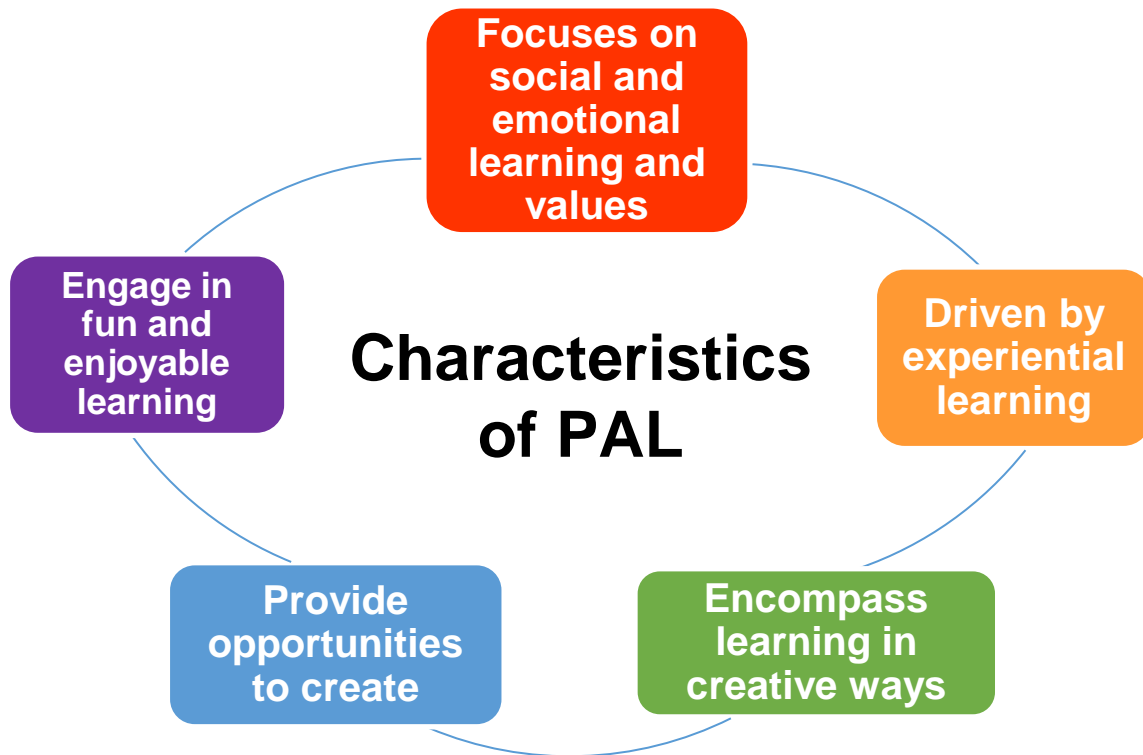 Focuses on
social and
emotional
learning and
values
Engage in
fun and
enjoyable
learning
Characteristics
of PAL
Driven by
experiential
learning
Provide
opportunities
to create
Encompass
learning in
creative ways